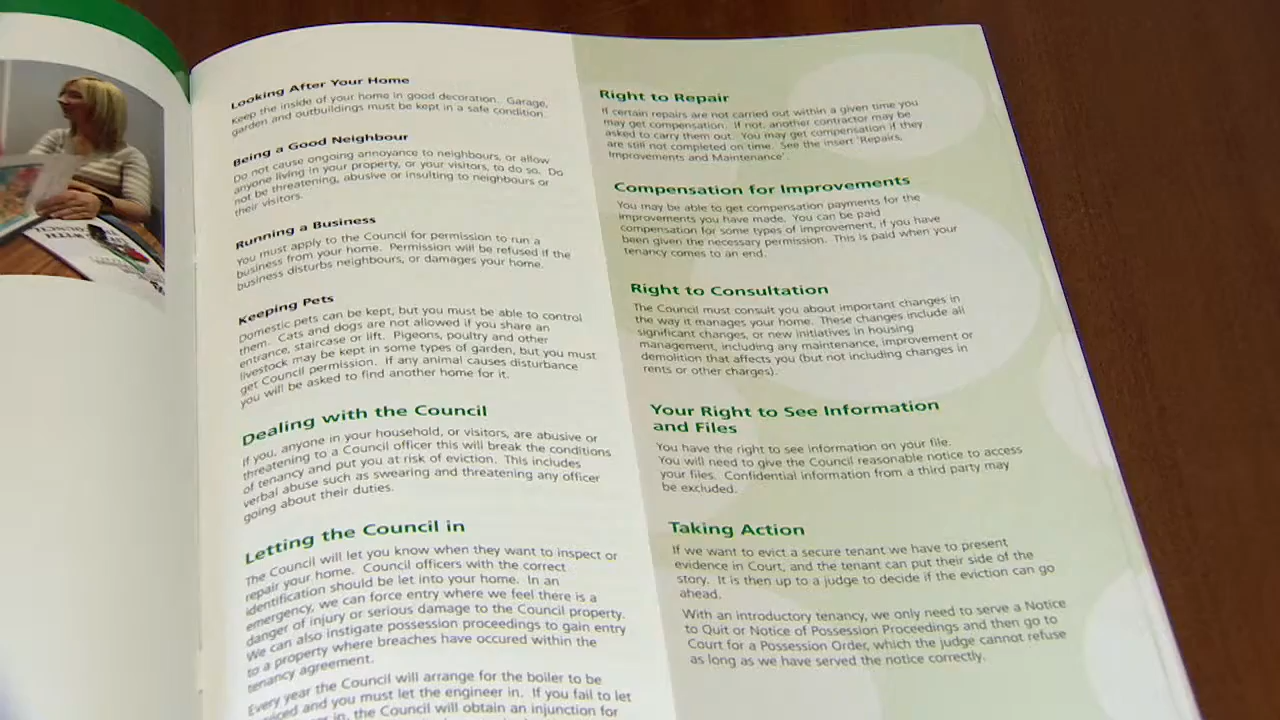 Looking After Your Home
Keep the inside of your home in good decoration. Garage,
garden and outbuildings must be kept in a safe condition.
Being a Good Neighbour
Do not cause ongoing annoyance to neighbours, or allow
anyone living in your property, or your visitors, to do so. Do
not be threatening, abusive or insulting to neighbours or
their visitors.
Running a Business
You must apply to the Council for permission to run a
business from your home. Permission will be refused if the
business disturbs neighbours, or damages your home.
Keeping Pets
Domestic pets can be kept, but you must be able to control
them. Cats and dogs are not allowed if you share an
entrance, staircase or lift. Pigeons, poultry and other
livestock may be kept in some types of garden, but you must
get Council permission. If any animal causes disturbance
you will be asked to find another home for it.
Dealing with the Council
If you, anyone in your household, or visitors, are abusive or
threatening to a Council officer this will break the conditions
of tenancy and put you at risk of eviction. This includes
verbal abuse such as swearing and threatening any officer
going about their duties.
Letting the Council in
The Council will let you know when they want to inspect or
repair your home. Council officers with the correct
identification should be let into your home. In an
emergency, we can force entry where we feel there is a
danger of injury or serious damage to the Council property.
We can also instigate possession proceedings to gain entry
to a property where breaches have occured within the
tenancy agreement.
Every year the Council will arrange for the boiler to be
and you must let the engineer in. If you fail to let
in, the Council will obtain an injunction for
Right to Repair
If certain repairs are not carried out within a given time you
may get compensation. If not, another contractor may be
asked to carry them out. You may get compensation if they
are still not completed on time. See the insert 'Repairs,
Improvements and Maintenance'.
Compensation for Improvements
You may be able to get compensation payments for the
improvements you have made. You can be paid
compensation for some types of improvement, if you have
been given the necessary permission. This is paid when your
tenancy comes to an end.
Right to Consultation
The Council must consult you about important changes in
the way it manages your home. These changes include all
significant changes, or new initiatives in housing
management, including any maintenance, improvement or
demolition that affects you (but not including changes in
rents or other charges).
Your Right to See Information
and Files
You have the right to see information on your file.
You will need to give the Council reasonable notice to access
your files. Confidential information from a third party may
be excluded.
Taking Action
If we want to evict a secure tenant we have to present
evidence in Court, and the tenant can put their side of the
story. It is then up to a judge to decide if the eviction can go
ahead.
With an introductory tenancy, we only need to serve a Notice
to Quit or Notice of Possession Proceedings and then go to
Court for a Possession Order, which the judge cannot refuse
as long as we have served the notice correctly.